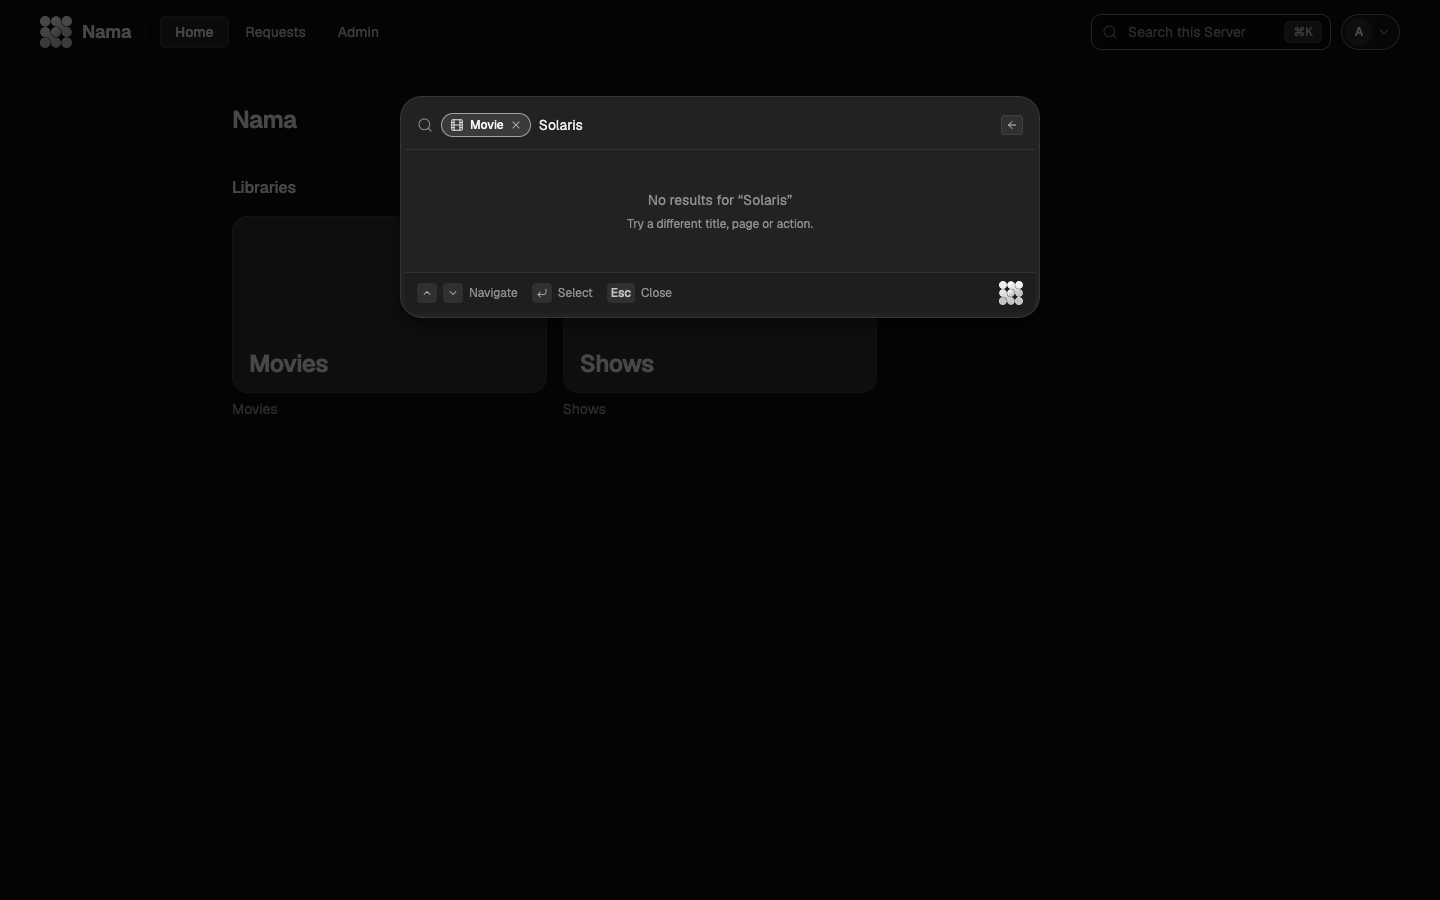 Nama
Home
Requests
Admin
Search this Server
⌘K
A
Nama
Movie
Solaris
Libraries
No results for “Solaris”
Try a different title, page or action.
Navigate
Select
Esc
Close
Movies
Shows
Movies
Shows